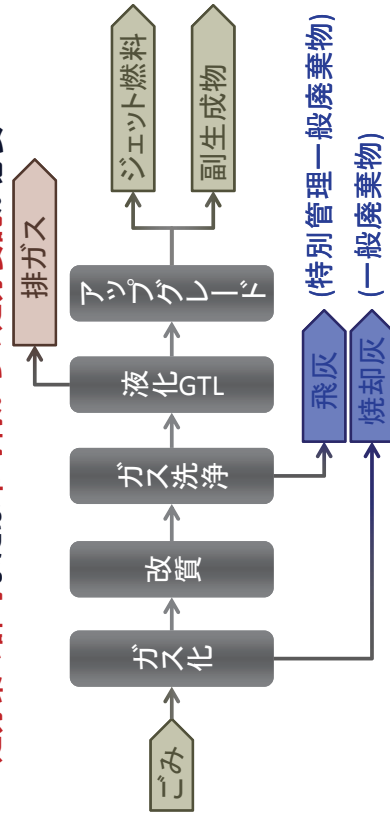 排ガス
ごみ
ガス化
改質
ガス洗浄
液化GTL
アップグレード
ジェット燃料
副生成物
飛灰
(特別管理一般廃棄物)
焼却灰
(一般廃棄物)